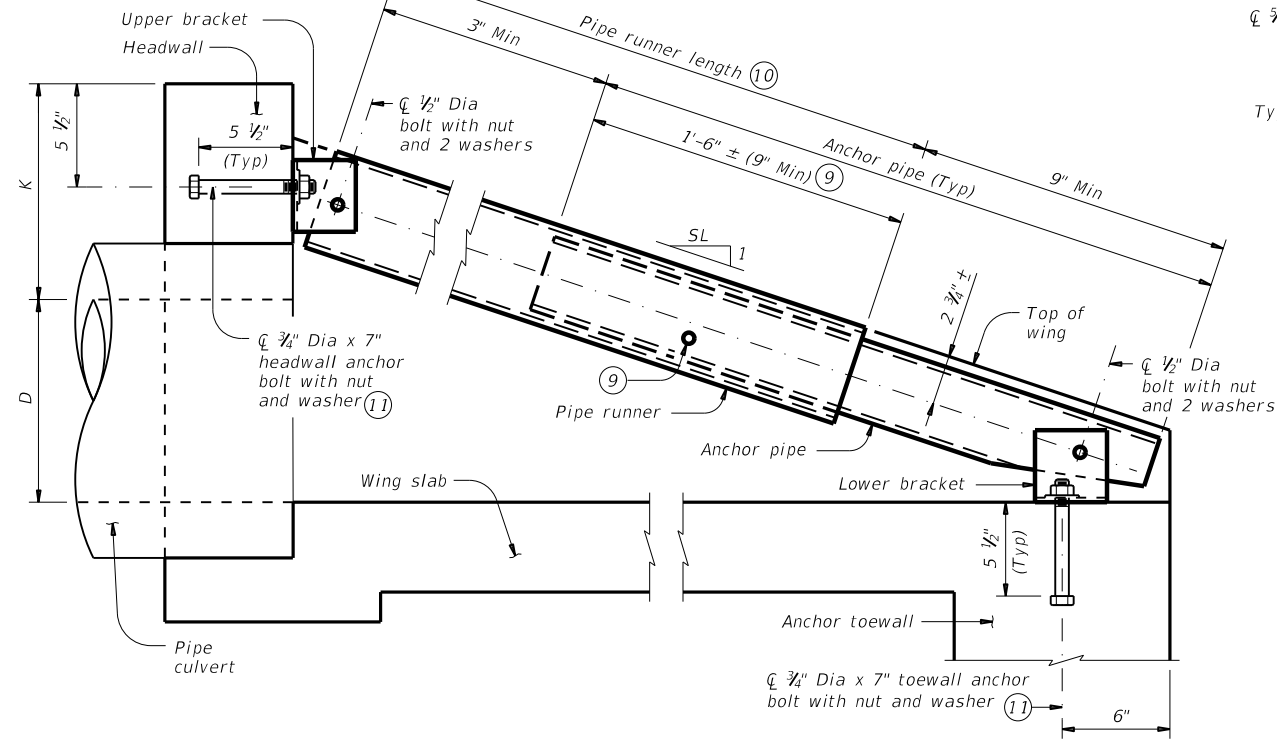 Upper bracket
Headwall
5 ½"
5 ½"
(Typ)
K
D
℄ ½" Dia
bolt with nut
and 2 washers
3" Min
Pipe runner length 10
1'-6" ± (9" Min) 9
Anchor pipe (Typ)
9" Min
℄
Ty
SL
1
2 ¾" ±
Top of
wing
℄ ½" Dia
bolt with nut
and 2 washers
℄ ¾" Dia x 7"
headwall anchor
bolt with nut
and washer 11
9
Pipe runner
Anchor pipe
Wing slab
Lower bracket
5 ½"
(Typ)
Anchor toewall
Pipe
culvert
℄ ¾" Dia x 7" toewall anchor
bolt with nut and washer 11
6"